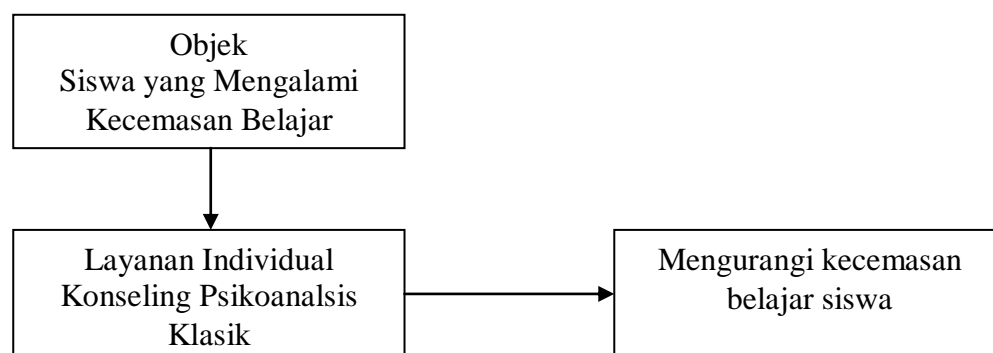 Objek
Siswa yang Mengalami
Kecemasan Belajar
Layanan Individual
Konseling Psikoanalsis
Klasik
Mengurangi kecemasan
belajar siswa